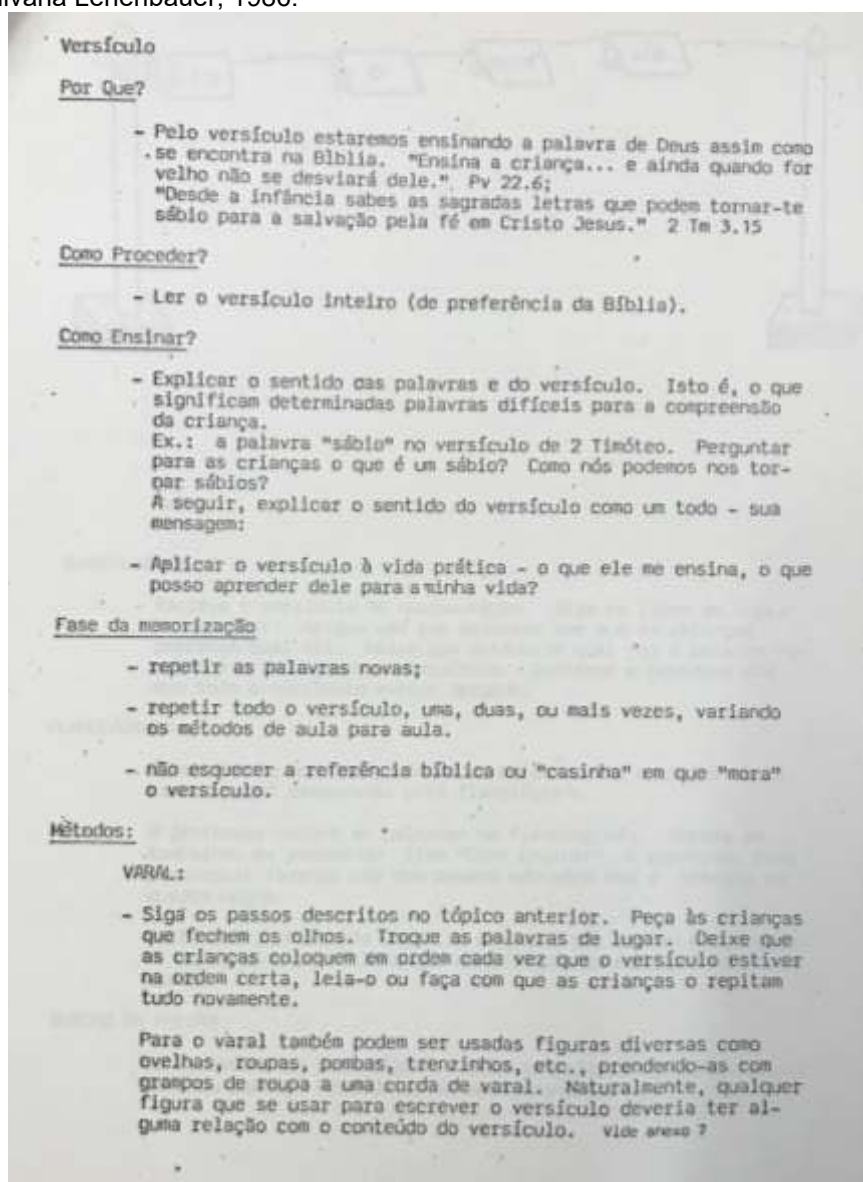 Lehenbauer, 1986.
Versículo
Por Que?
- Pelo versículo estaremos ensinando a palavra de Deus assim como
se encontra na Bíblia. "Ensina a criança... e ainda quando for
velho não se desviará dele." Pv 22.6;
"Desde a infância sabes as sagradas letras que podem tornar-te
sábio para a salvação pela fé em Cristo Jesus." 2 Tm 3.15
Como Proceder?
- Ler o versículo inteiro (de preferência da Bíblia).
Como Ensinar?
- Explicar o sentido das palavras e do versículo. Isto é, o que
significam determinadas palavras difíceis para a compreensão
da criança.
Ex.: a palavra "sábio" no versículo de 2 Timóteo. Perguntar
para as crianças o que é um sábio? Como nós podemos nos tor-
nar sábios?
A seguir, explicar o sentido do versículo como um todo - sua
mensagem;
- Aplicar o versículo à vida prática - o que ele me ensina, o que
posso aprender dele para a minha vida?
Fase da memorização
- repetir as palavras novas;
- repetir todo o versículo, uma, duas, ou mais vezes, variando
os métodos de aula para aula.
- não esquecer a referência bíblica ou "casinha" em que "mora"
o versículo.
Métodos:
VARAL:
- Siga os passos descritos no tópico anterior. Peça às crianças
que fechem os olhos. Troque as palavras de lugar. Deixe que
as crianças coloquem em ordem cada vez que o versículo estiver
na ordem certa, leia-o ou faça com que as crianças o repitam
tudo novamente.
Para o varal também podem ser usadas figuras diversas como
ovelhas, roupas, pombas, trenzinhos, etc., prendendo-as com
grampos de roupa a uma corda de varal. Naturalmente, qualquer
figura que se usar para escrever o versículo deveria ter al-
guma relação com o conteúdo do versículo. Vide anexo 7